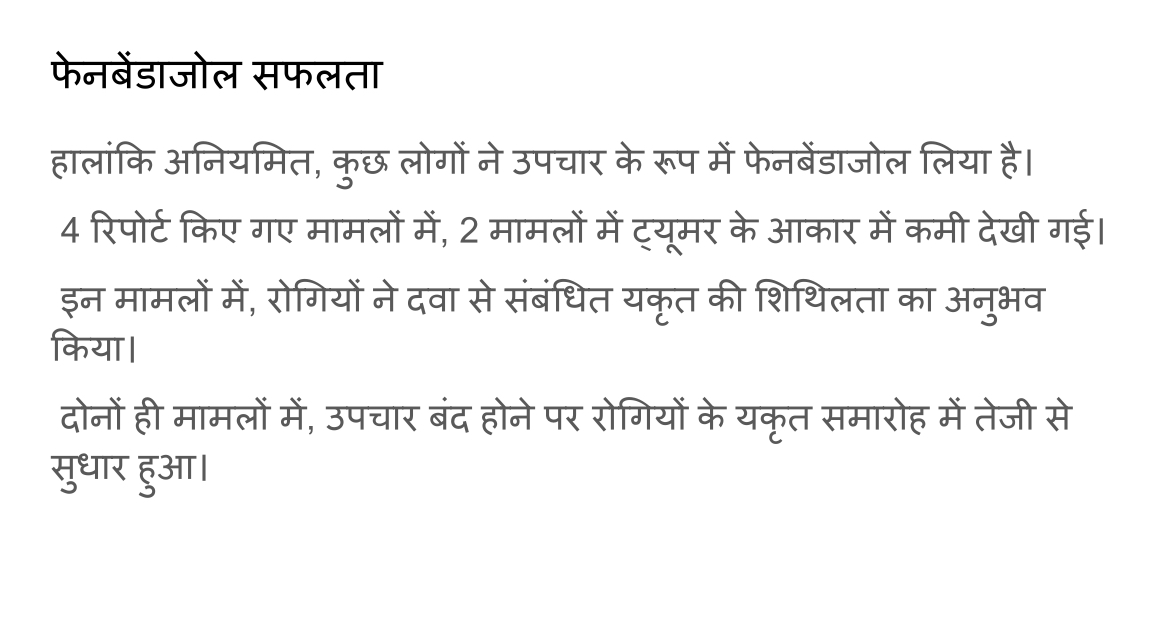 फेनबेंडाजोल सफलता
हालांकि अनियमित, कुछ लोगों ने उपचार के रूप में फेनबेंडाजोल लिया है।
4 रिपोर्ट किए गए मामलों में, 2 मामलों में ट्यूमर के आकार में कमी देखी गई।
इन मामलों में, रोगियों ने दवा से संबंधित यकृत की शिथिलता का अनुभव
किया।
दोनों ही मामलों में, उपचार बंद होने पर रोगियों के यकृत समारोह में तेजी से
सुधार हुआ।